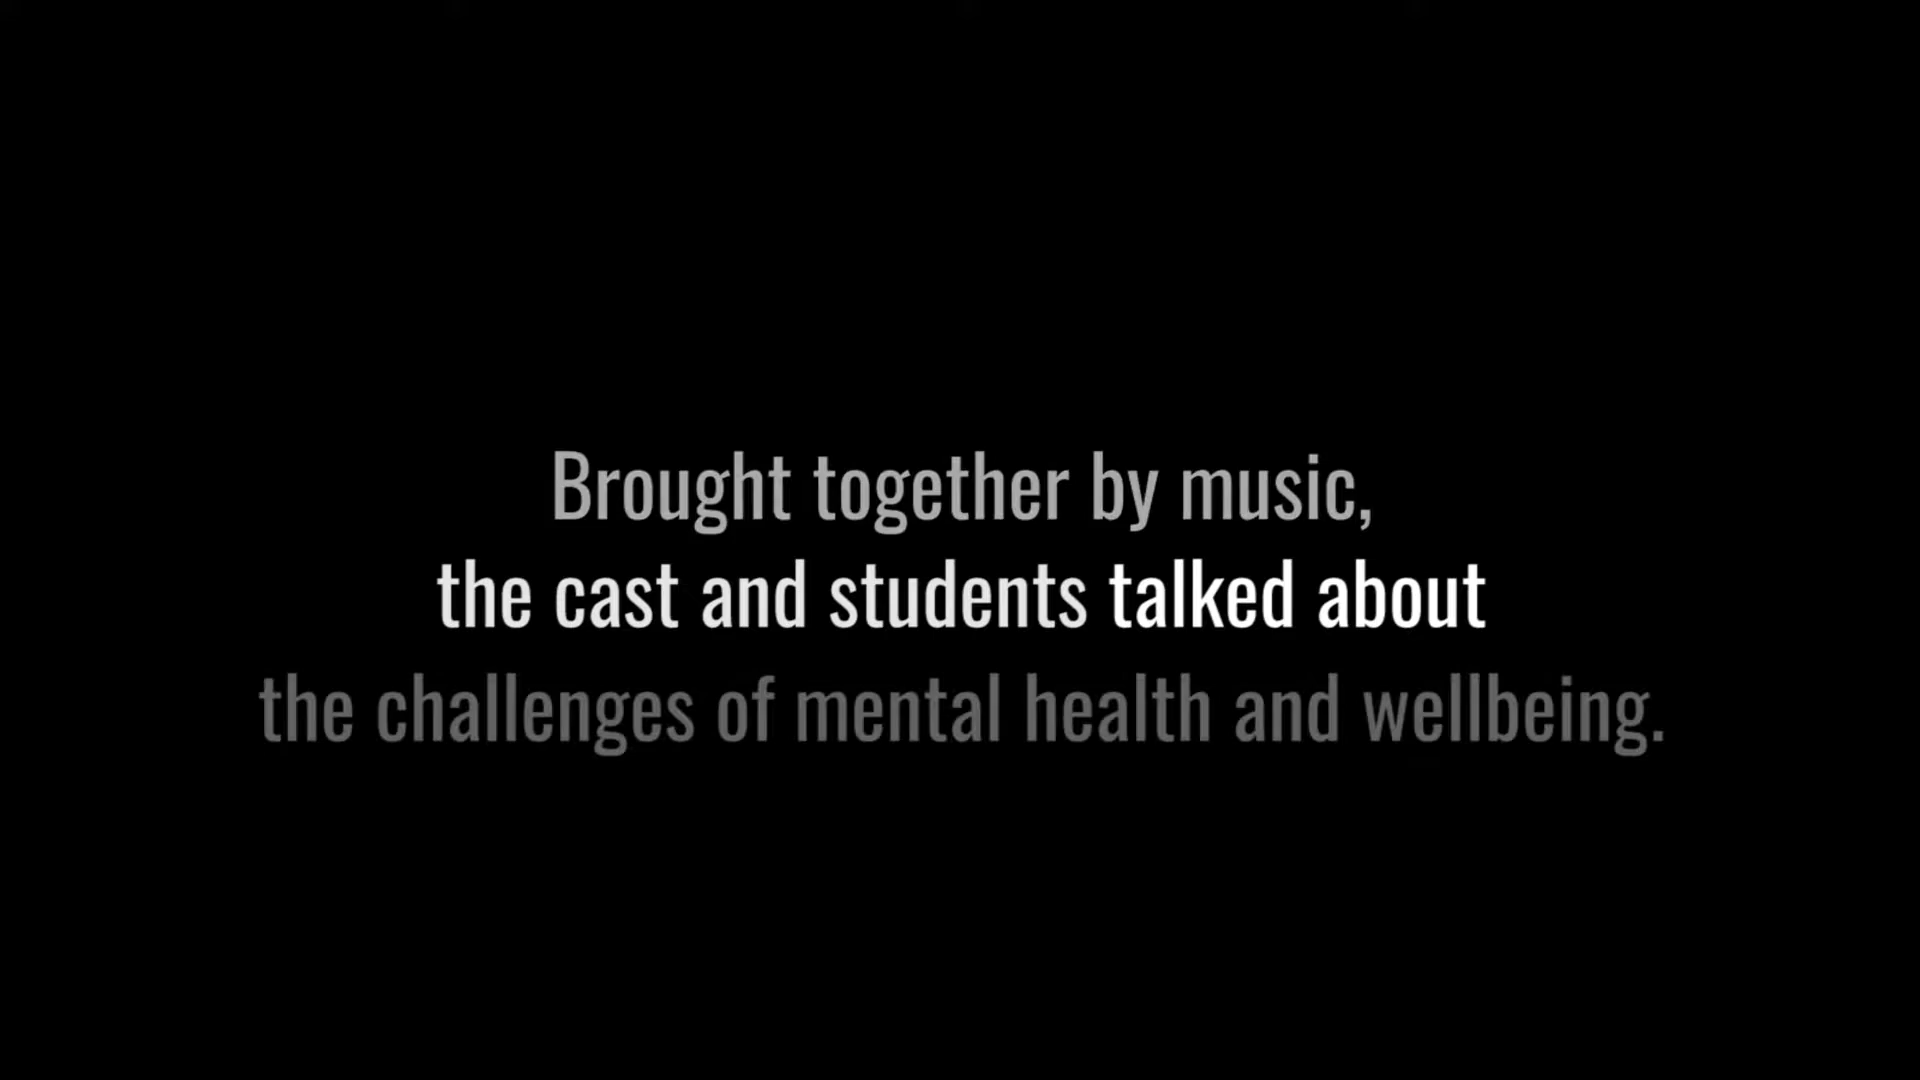 Brought together by music,
the cast and students talked about
the challenges of mental health and wellbeing.